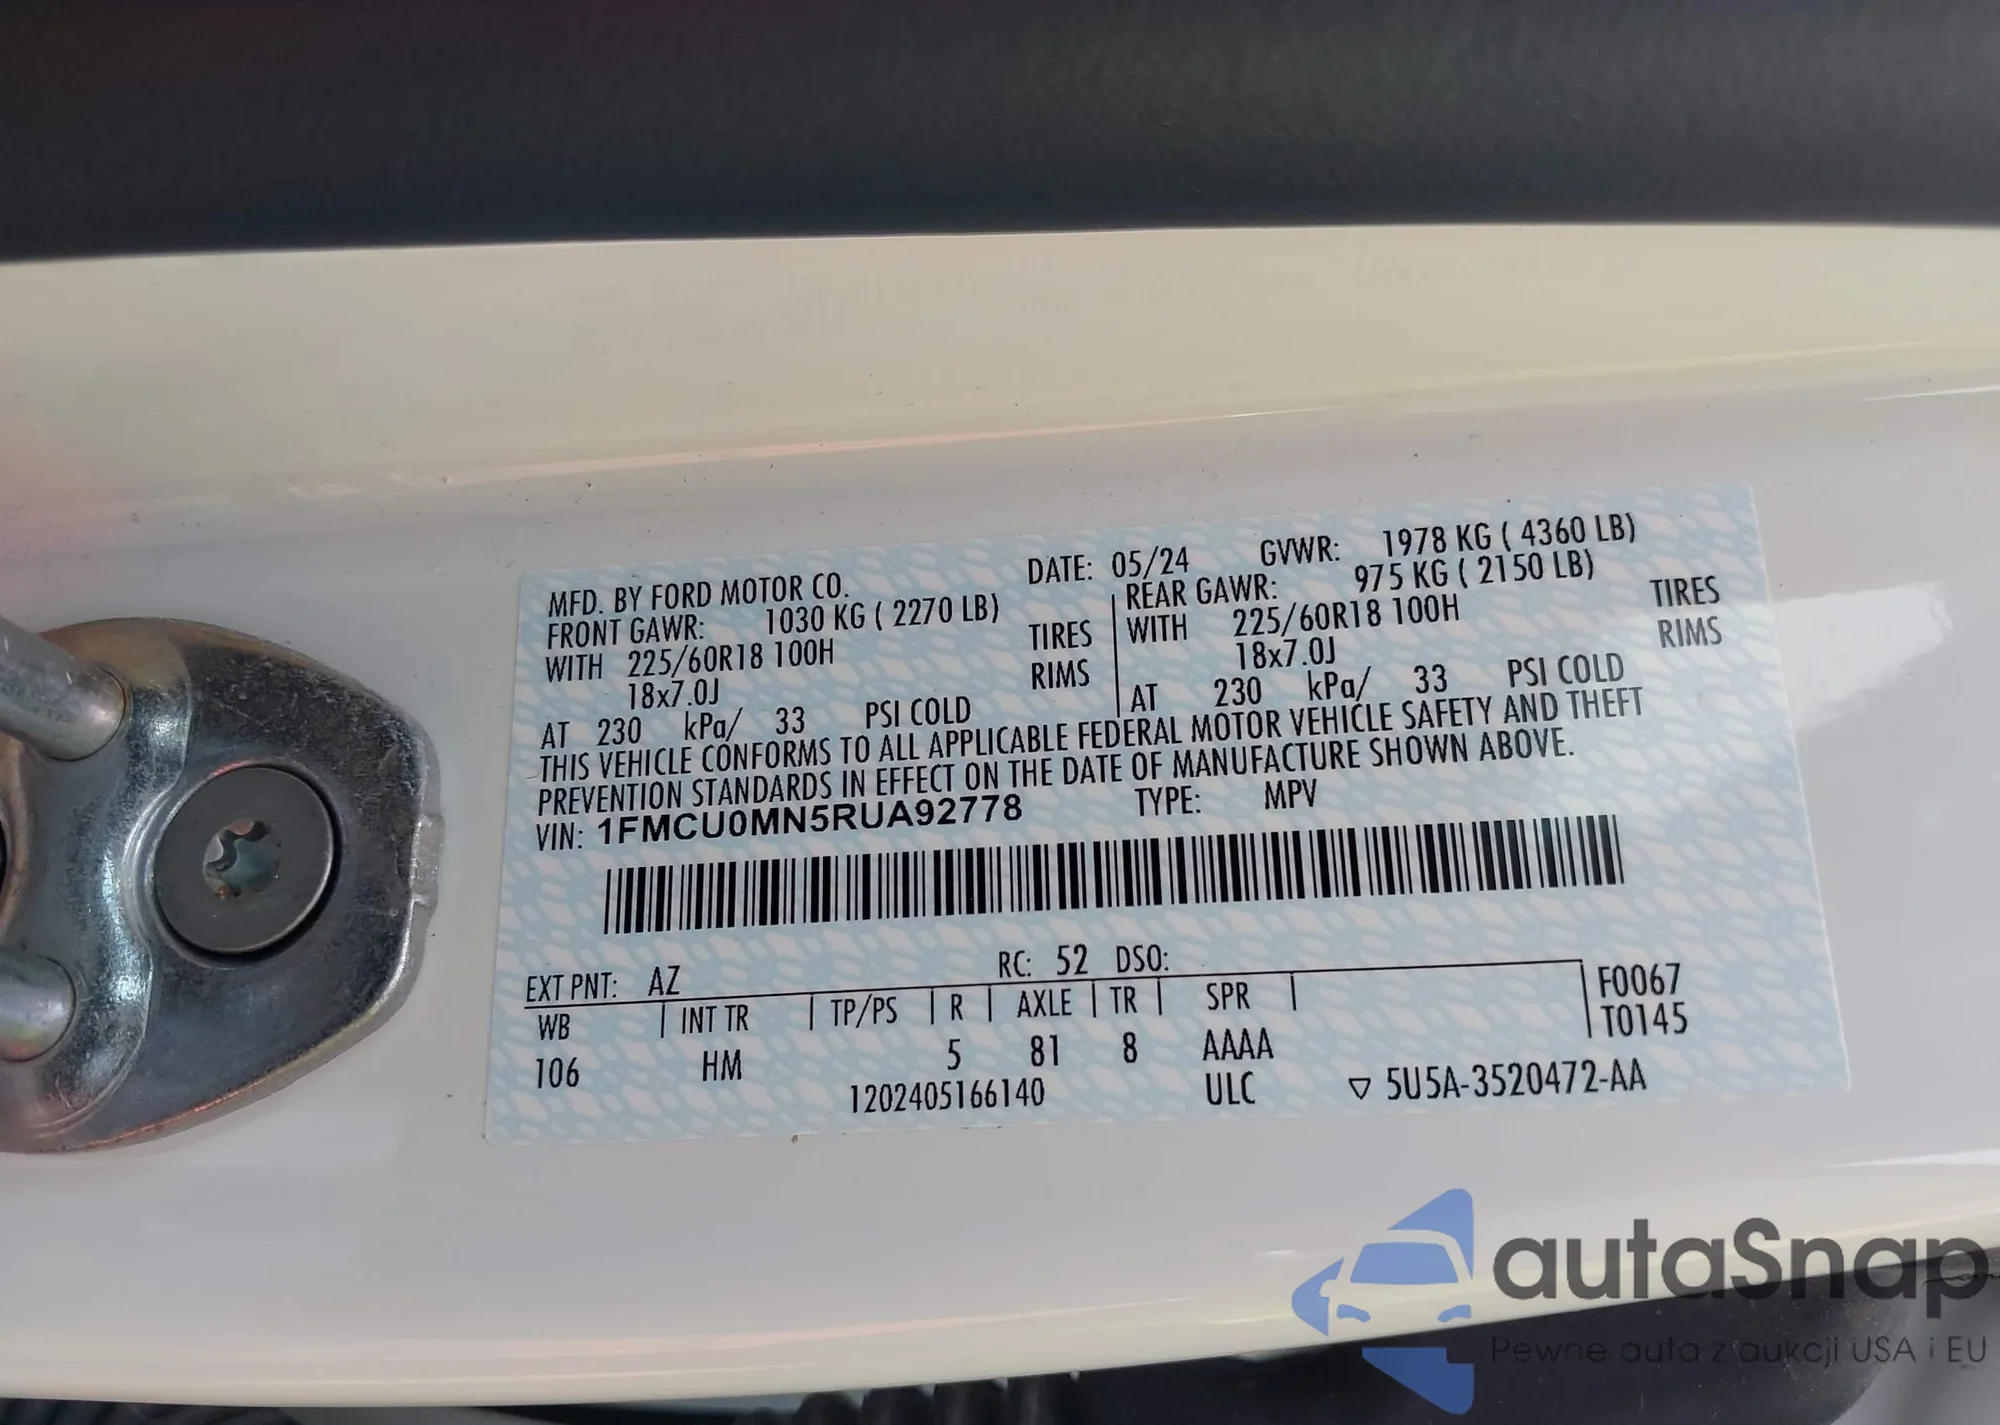 MFD. BY FORD MOTOR CO. DATE: 05/24 GVWR: 1978 KG ( 4360 LB)
FRONT GAWR: 1030 KG ( 2270 LB) REAR GAWR: 975 KG ( 2150 LB)
WITH 225/60R18 100H TIRES WITH 225/60R18 100H TIRES
18x7.0J RIMS 18x7.0J RIMS
AT 230 kPa/ 33 PSI COLD AT 230 kPa/ 33 PSI COLD
THIS VEHICLE CONFORMS TO ALL APPLICABLE FEDERAL MOTOR VEHICLE SAFETY AND THEFT
PREVENTION STANDARDS IN EFFECT ON THE DATE OF MANUFACTURE SHOWN ABOVE.
VIN: 1FMCU0MN5RUA92778 TYPE: MPV
EXT PNT: AZ RC: 52 DSO:
WB | INT TR | TP/PS | R | AXLE | TR | SPR | F0067
T0145
106 HM 5 81 8 AAAA
1202405166140 ULC ▽ 5U5A-3520472-AA
autaSnap
Pewne auta z aukcji USA i EU